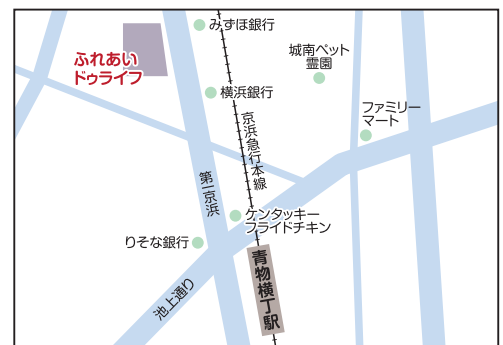 みずほ銀行
ふれあい
ドゥライフ
城南ペット
霊園
横浜銀行
ファミリー
マート
京浜急行本線
第一京浜
ケンタッキー
フライドチキン
りそな銀行
青物横丁駅
池上通り